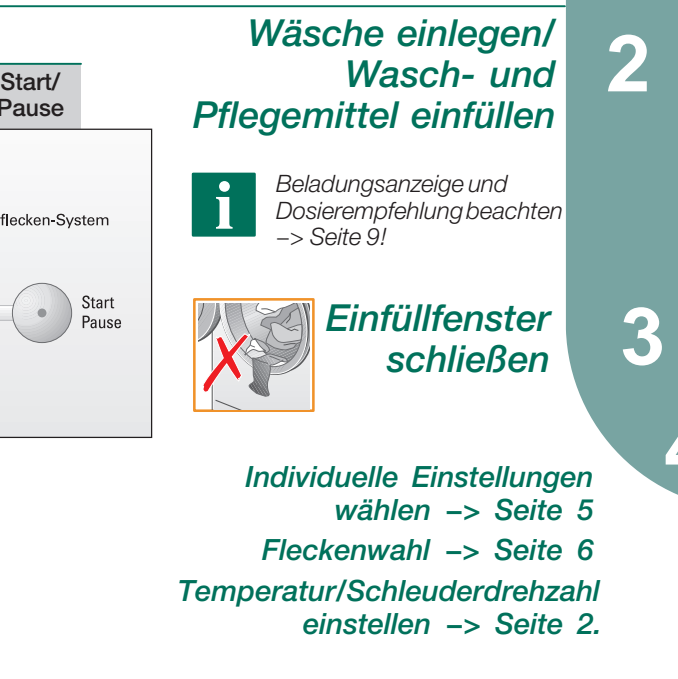 Wäsche einlegen/
Wasch- und
Pflegemittel einfüllen
2
Start/
Pause
i
Beladungsanzeige und
Dosierempfehlung beachten
–> Seite 9!
flecken-System
Start
Pause
Einfüllfenster
schließen
3
4
Individuelle Einstellungen
wählen –> Seite 5
Fleckenwahl –> Seite 6
Temperatur/Schleuderdrehzahl
einstellen –> Seite 2.